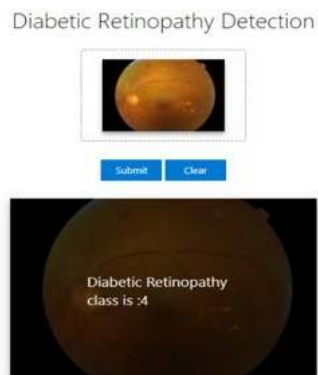 Diabetic Retinopathy Detection
Submit
Clear
Diabetic Retinopathy
class is :4